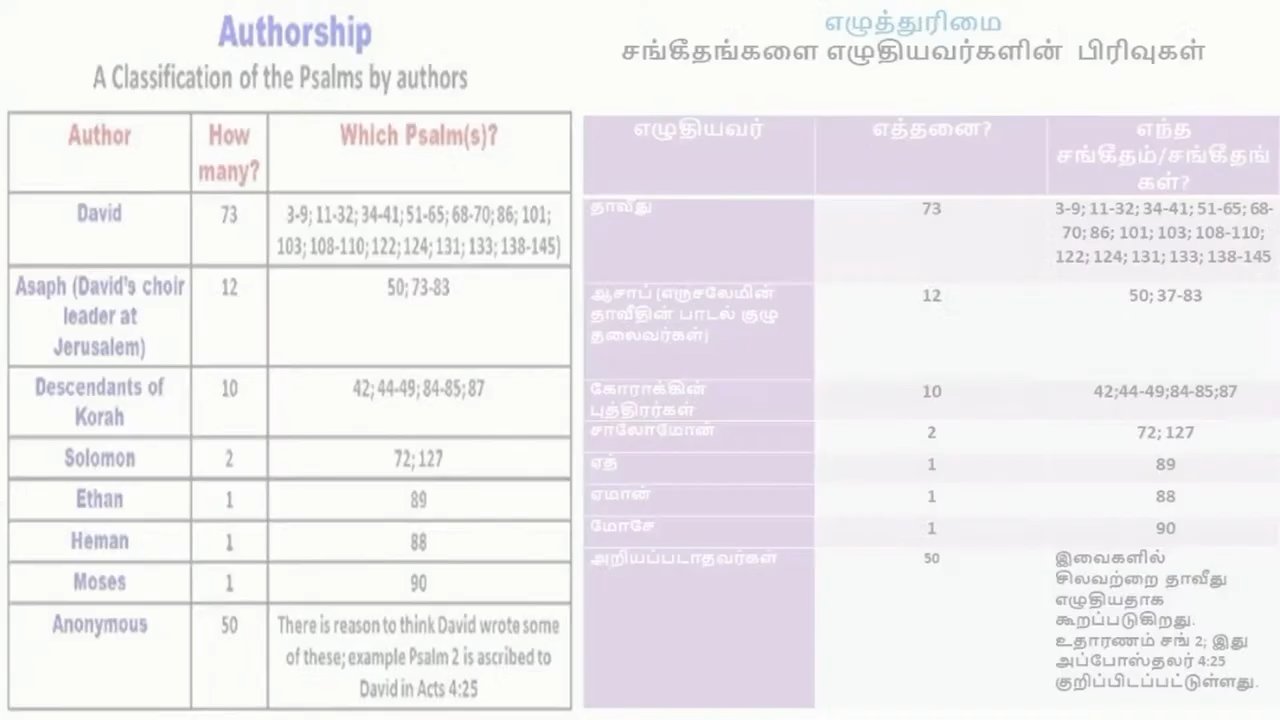 Authorship
A Classification of the Psalms by authors
Author How many? Which Psalm(s)?
David 73 3-9; 11-32; 34-41; 51-65; 68-70; 86; 101;
103; 108-110; 122; 124; 131; 133; 138-145)
Asaph (David's choir 12 50; 73-83
leader at
Jerusalem)
Descendants of 10 42; 44-49; 84-85; 87
Korah
Solomon 2 72; 127
Ethan 1 89
Heman 1 88
Moses 1 90
Anonymous 50 There is reason to think David wrote some
of these; example Psalm 2 is ascribed to
David in Acts 4:25
எழுத்துரிமை
சங்கீதங்களை எழுதியவர்களின் பிரிவுகள்
எழுதியவர் எத்தனை? எந்த
சங்கீதம்/சங்கீதங்
கள்?
தாவீது 73 3-9; 11-32; 34-41; 51-65; 68-
70; 86; 101; 103; 108-110;
122; 124; 131; 133; 138-145
ஆசாப் (எருசலேமின் 12 50; 37-83
தாவீதின் பாடல் குழு
தலைவர்கள்)
கோராக்கின் 10 42;44-49;84-85;87
புத்திரர்கள்
சாலோமோன் 2 72; 127
எத் 1 89
ஏமான் 1 88
மோசே 1 90
அறியப்படாதவர்கள் 50 இவைகளில்
சிலவற்றை தாவீது
எழுதியதாக
கூறப்படுகிறது.
உதாரணம் சங் 2; இது
அப்போஸ்தலர் 4:25
குறிப்பிடப்பட்டுள்ளது.